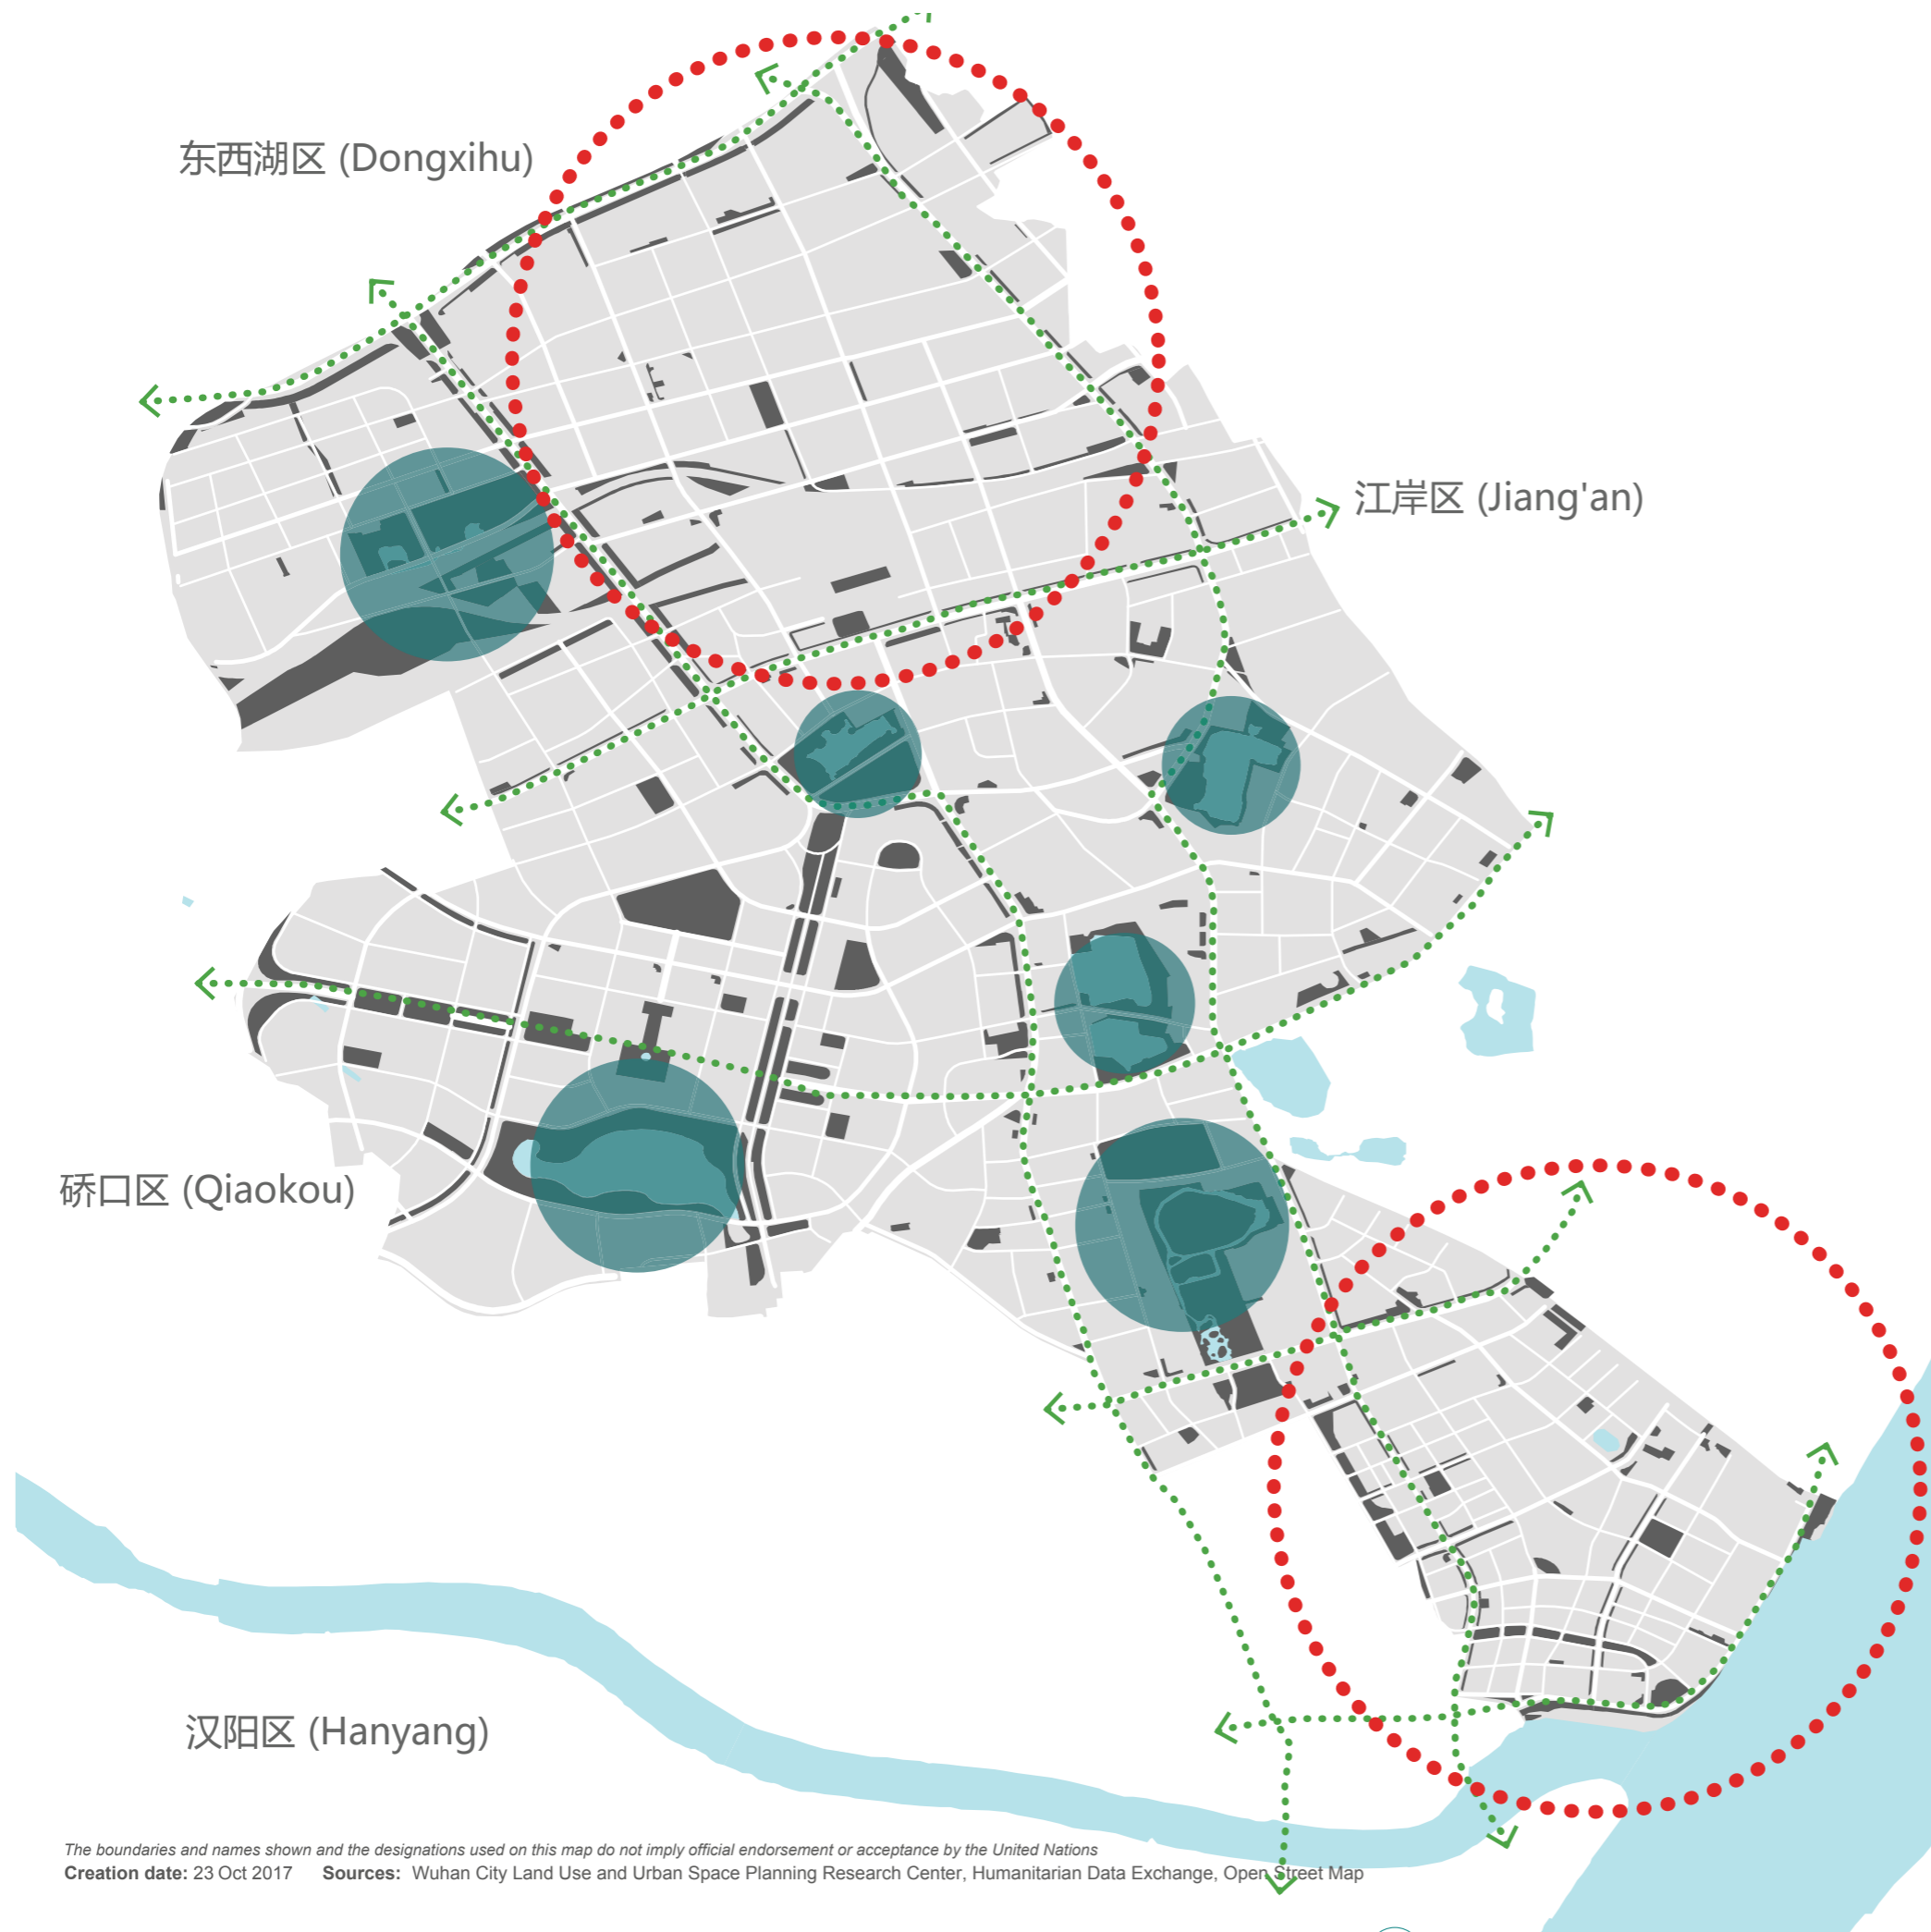 东西湖区 (Dongxihu)
江岸区 (Jiang'an)
硚口区 (Qiaokou)
汉阳区 (Hanyang)
The boundaries and names shown and the designations used on this map do not imply official endorsement or acceptance by the United Nations
Creation date: 23 Oct 2017 Sources: Wuhan City Land Use and Urban Space Planning Research Center, Humanitarian Data Exchange, Open Street Map